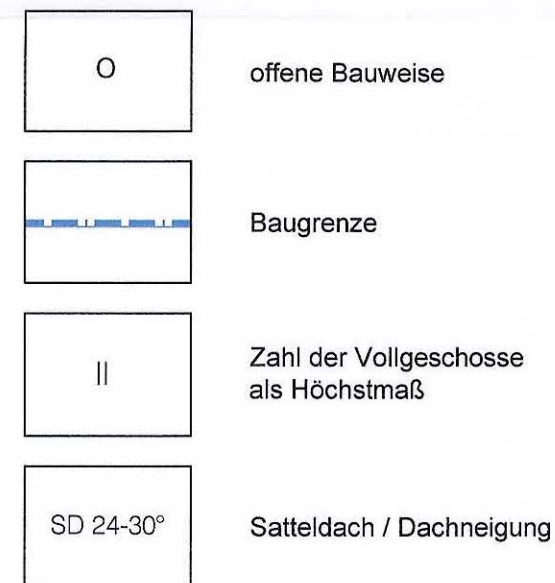 O
offene Bauweise
Baugrenze
II
Zahl der Vollgeschosse
als Höchstmaß
SD 24-30°
Satteldach / Dachneigung